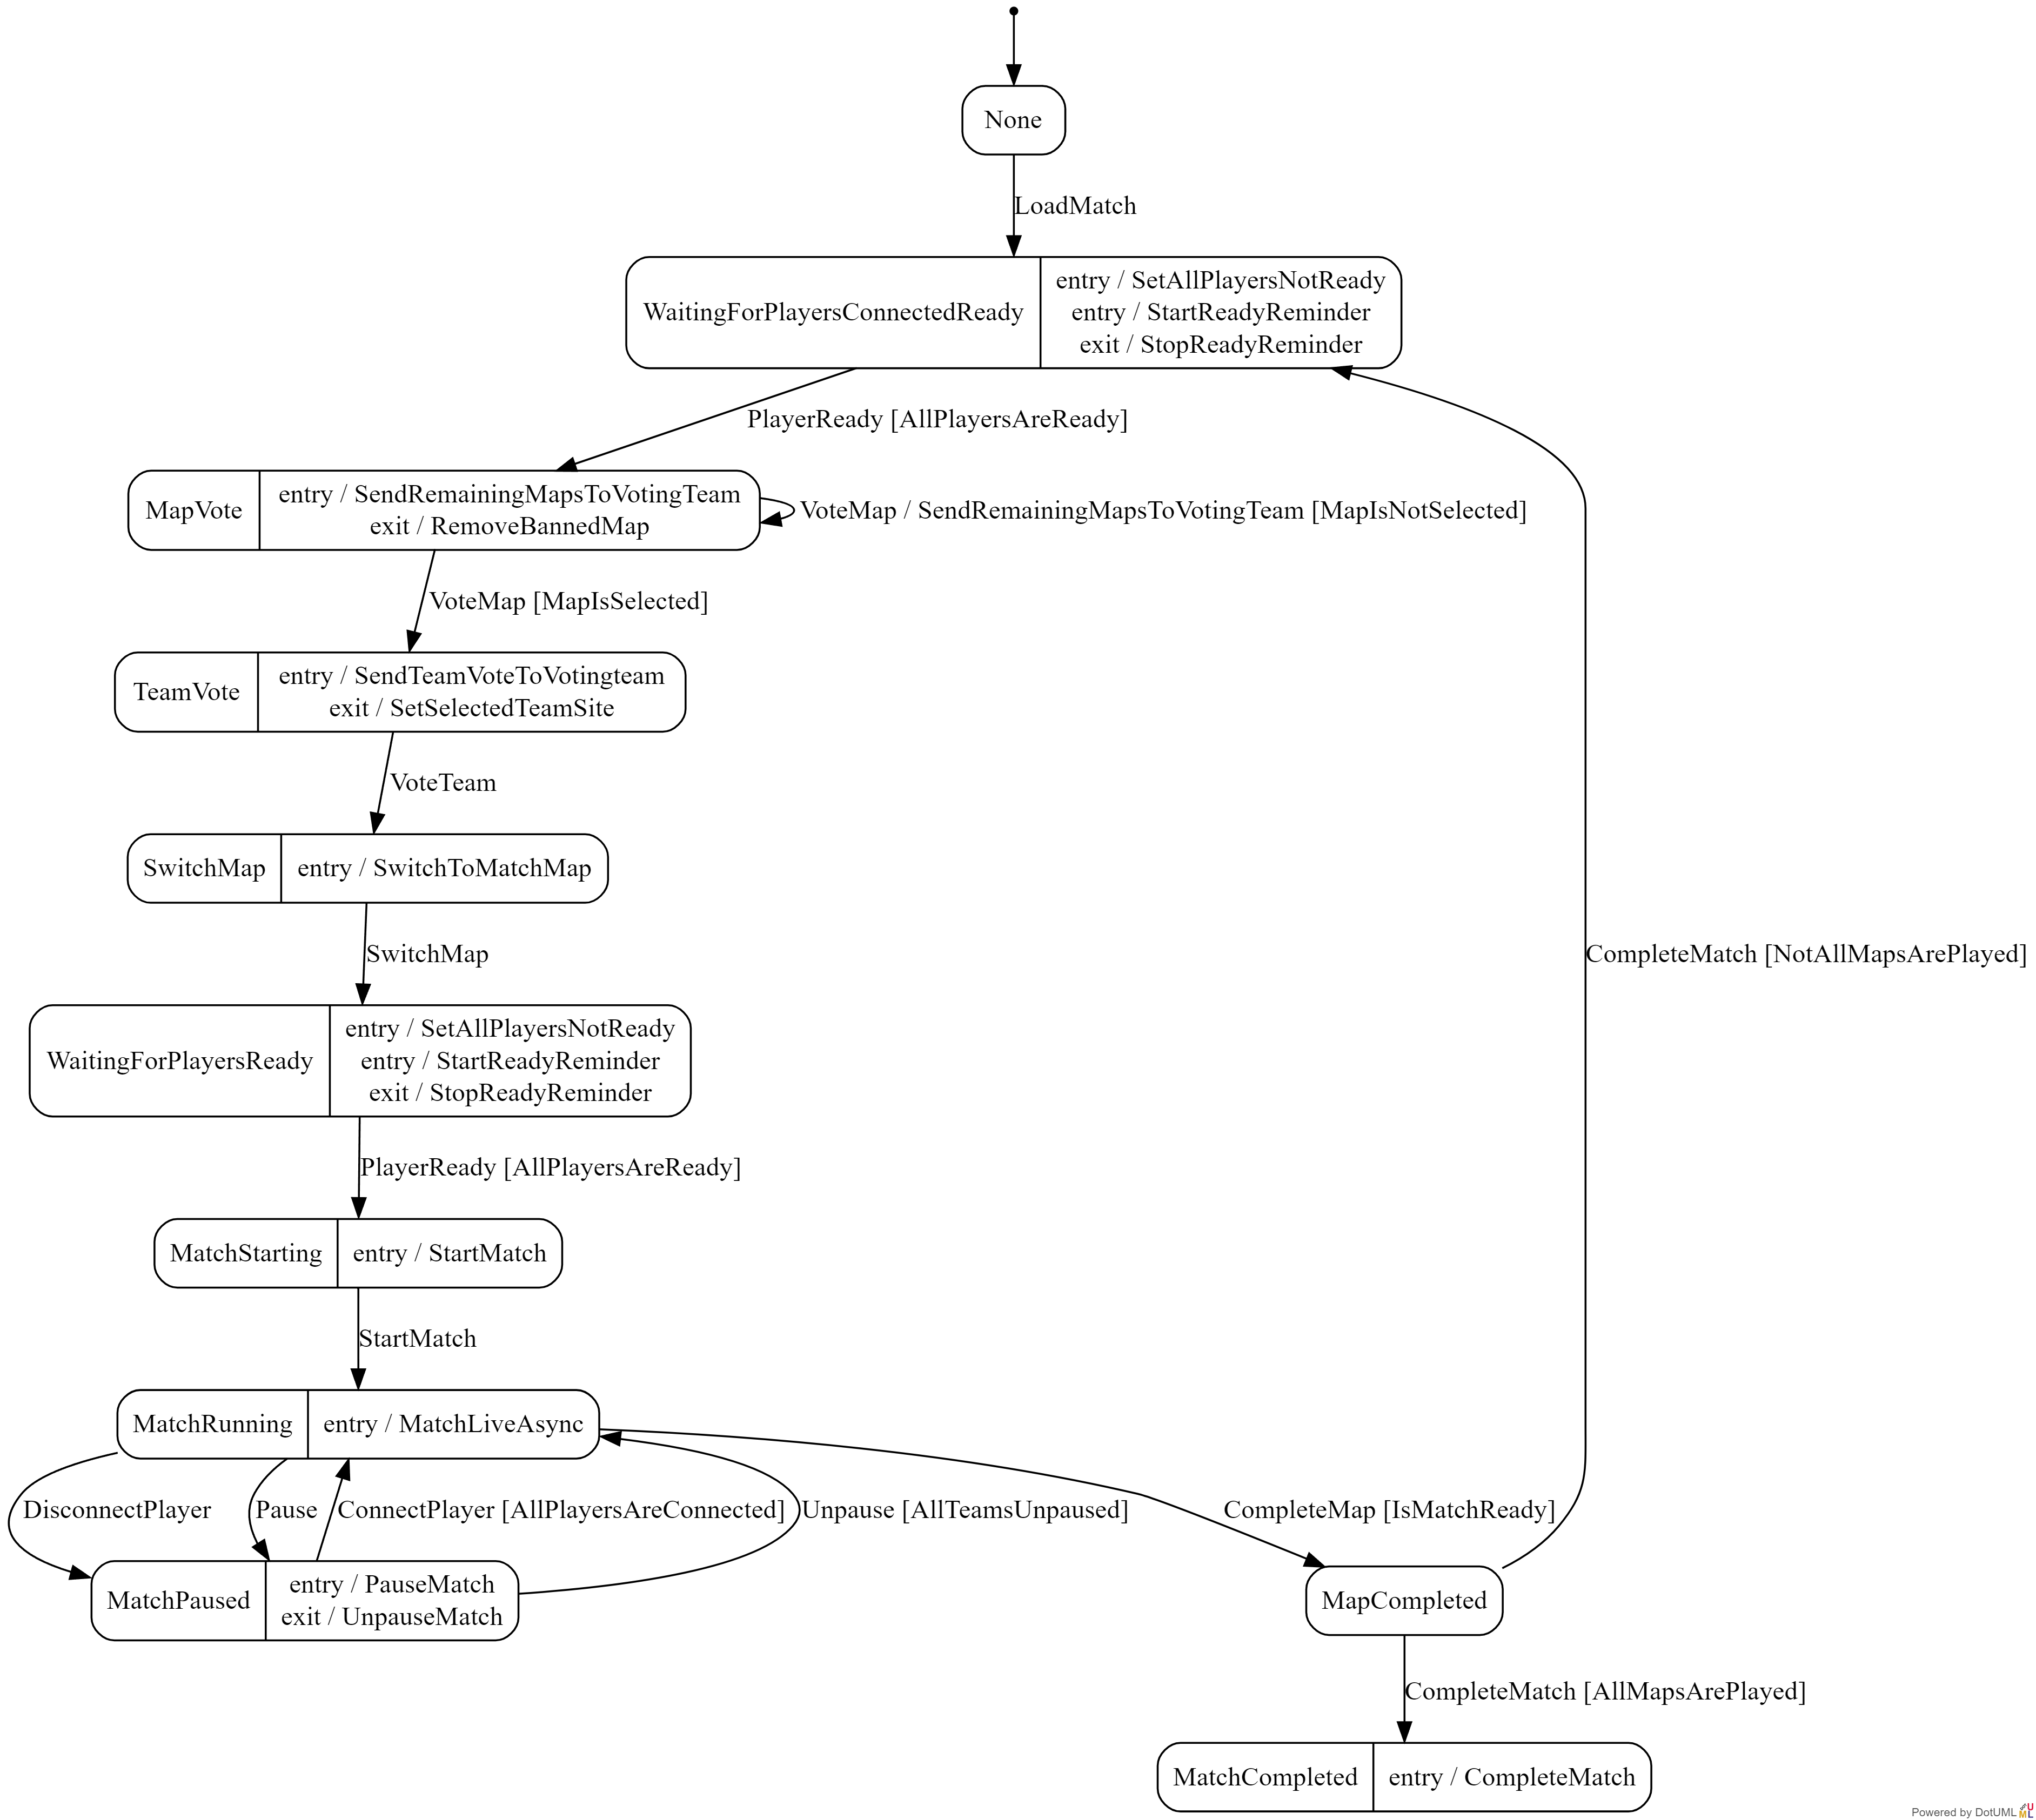 None
LoadMatch
WaitingForPlayersConnectedReady
entry / SetAllPlayersNotReady
entry / StartReadyReminder
exit / StopReadyReminder
PlayerReady [AllPlayersAreReady]
MapVote
entry / SendRemainingMapsToVotingTeam
exit / RemoveBannedMap
VoteMap / SendRemainingMapsToVotingTeam [MapIsNotSelected]
VoteMap [MapIsSelected]
TeamVote
entry / SendTeamVoteToVotingteam
exit / SetSelectedTeamSite
VoteTeam
SwitchMap
entry / SwitchToMatchMap
SwitchMap
CompleteMatch [NotAllMapsArePlayed]
WaitingForPlayersReady
entry / SetAllPlayersNotReady
entry / StartReadyReminder
exit / StopReadyReminder
PlayerReady [AllPlayersAreReady]
MatchStarting
entry / StartMatch
StartMatch
MatchRunning
entry / MatchLiveAsync
DisconnectPlayer
Pause
ConnectPlayer [AllPlayersAreConnected]
Unpause [AllTeamsUnpaused]
CompleteMap [IsMatchReady]
MatchPaused
entry / PauseMatch
exit / UnpauseMatch
MapCompleted
CompleteMatch [AllMapsArePlayed]
MatchCompleted
entry / CompleteMatch
Powered by DotUML